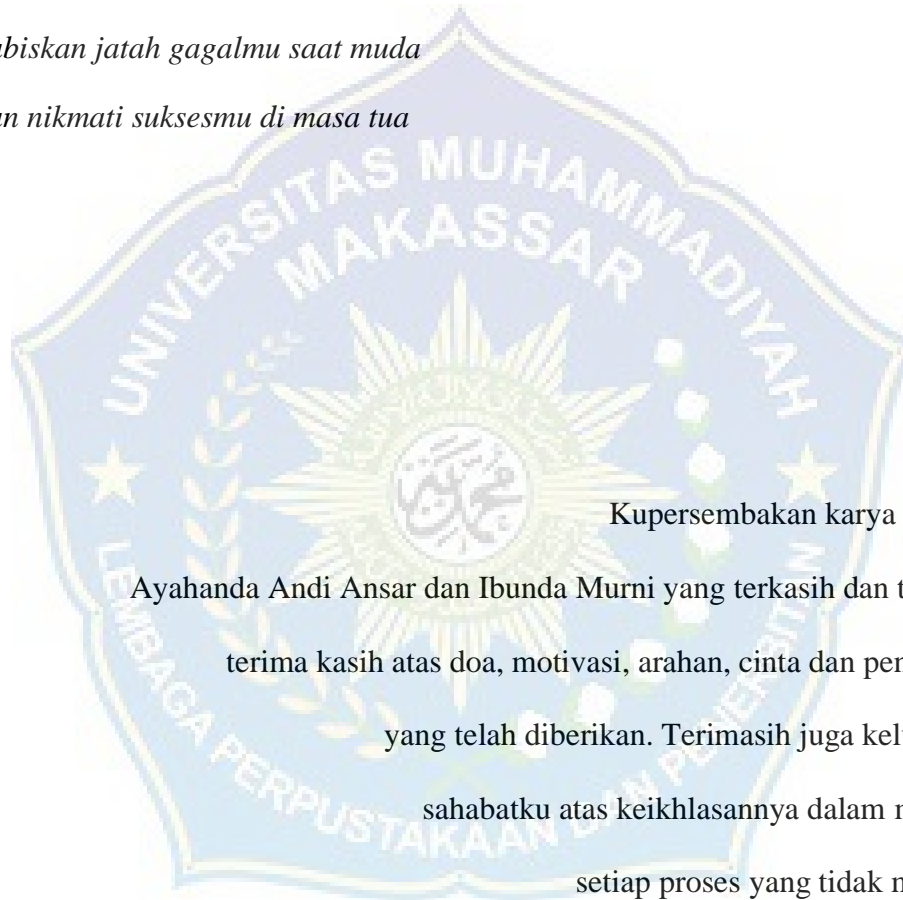 abiskan jatah gagalmu saat muda
an nikmati suksesmu di masa tua
UNIVERSITAS MUHAMMADIYAH
MAKASSAR
محمد
Kupersembakan karya
Ayahanda Andi Ansar dan Ibunda Murni yang terkasih dan t
terima kasih atas doa, motivasi, arahan, cinta dan pen
yang telah diberikan. Terimasih juga kel
sahabatku atas keikhlasannya dalam
setiap proses yang tidak
LEMBAGA PERPUSTAKAAN DAN PENERBITAN